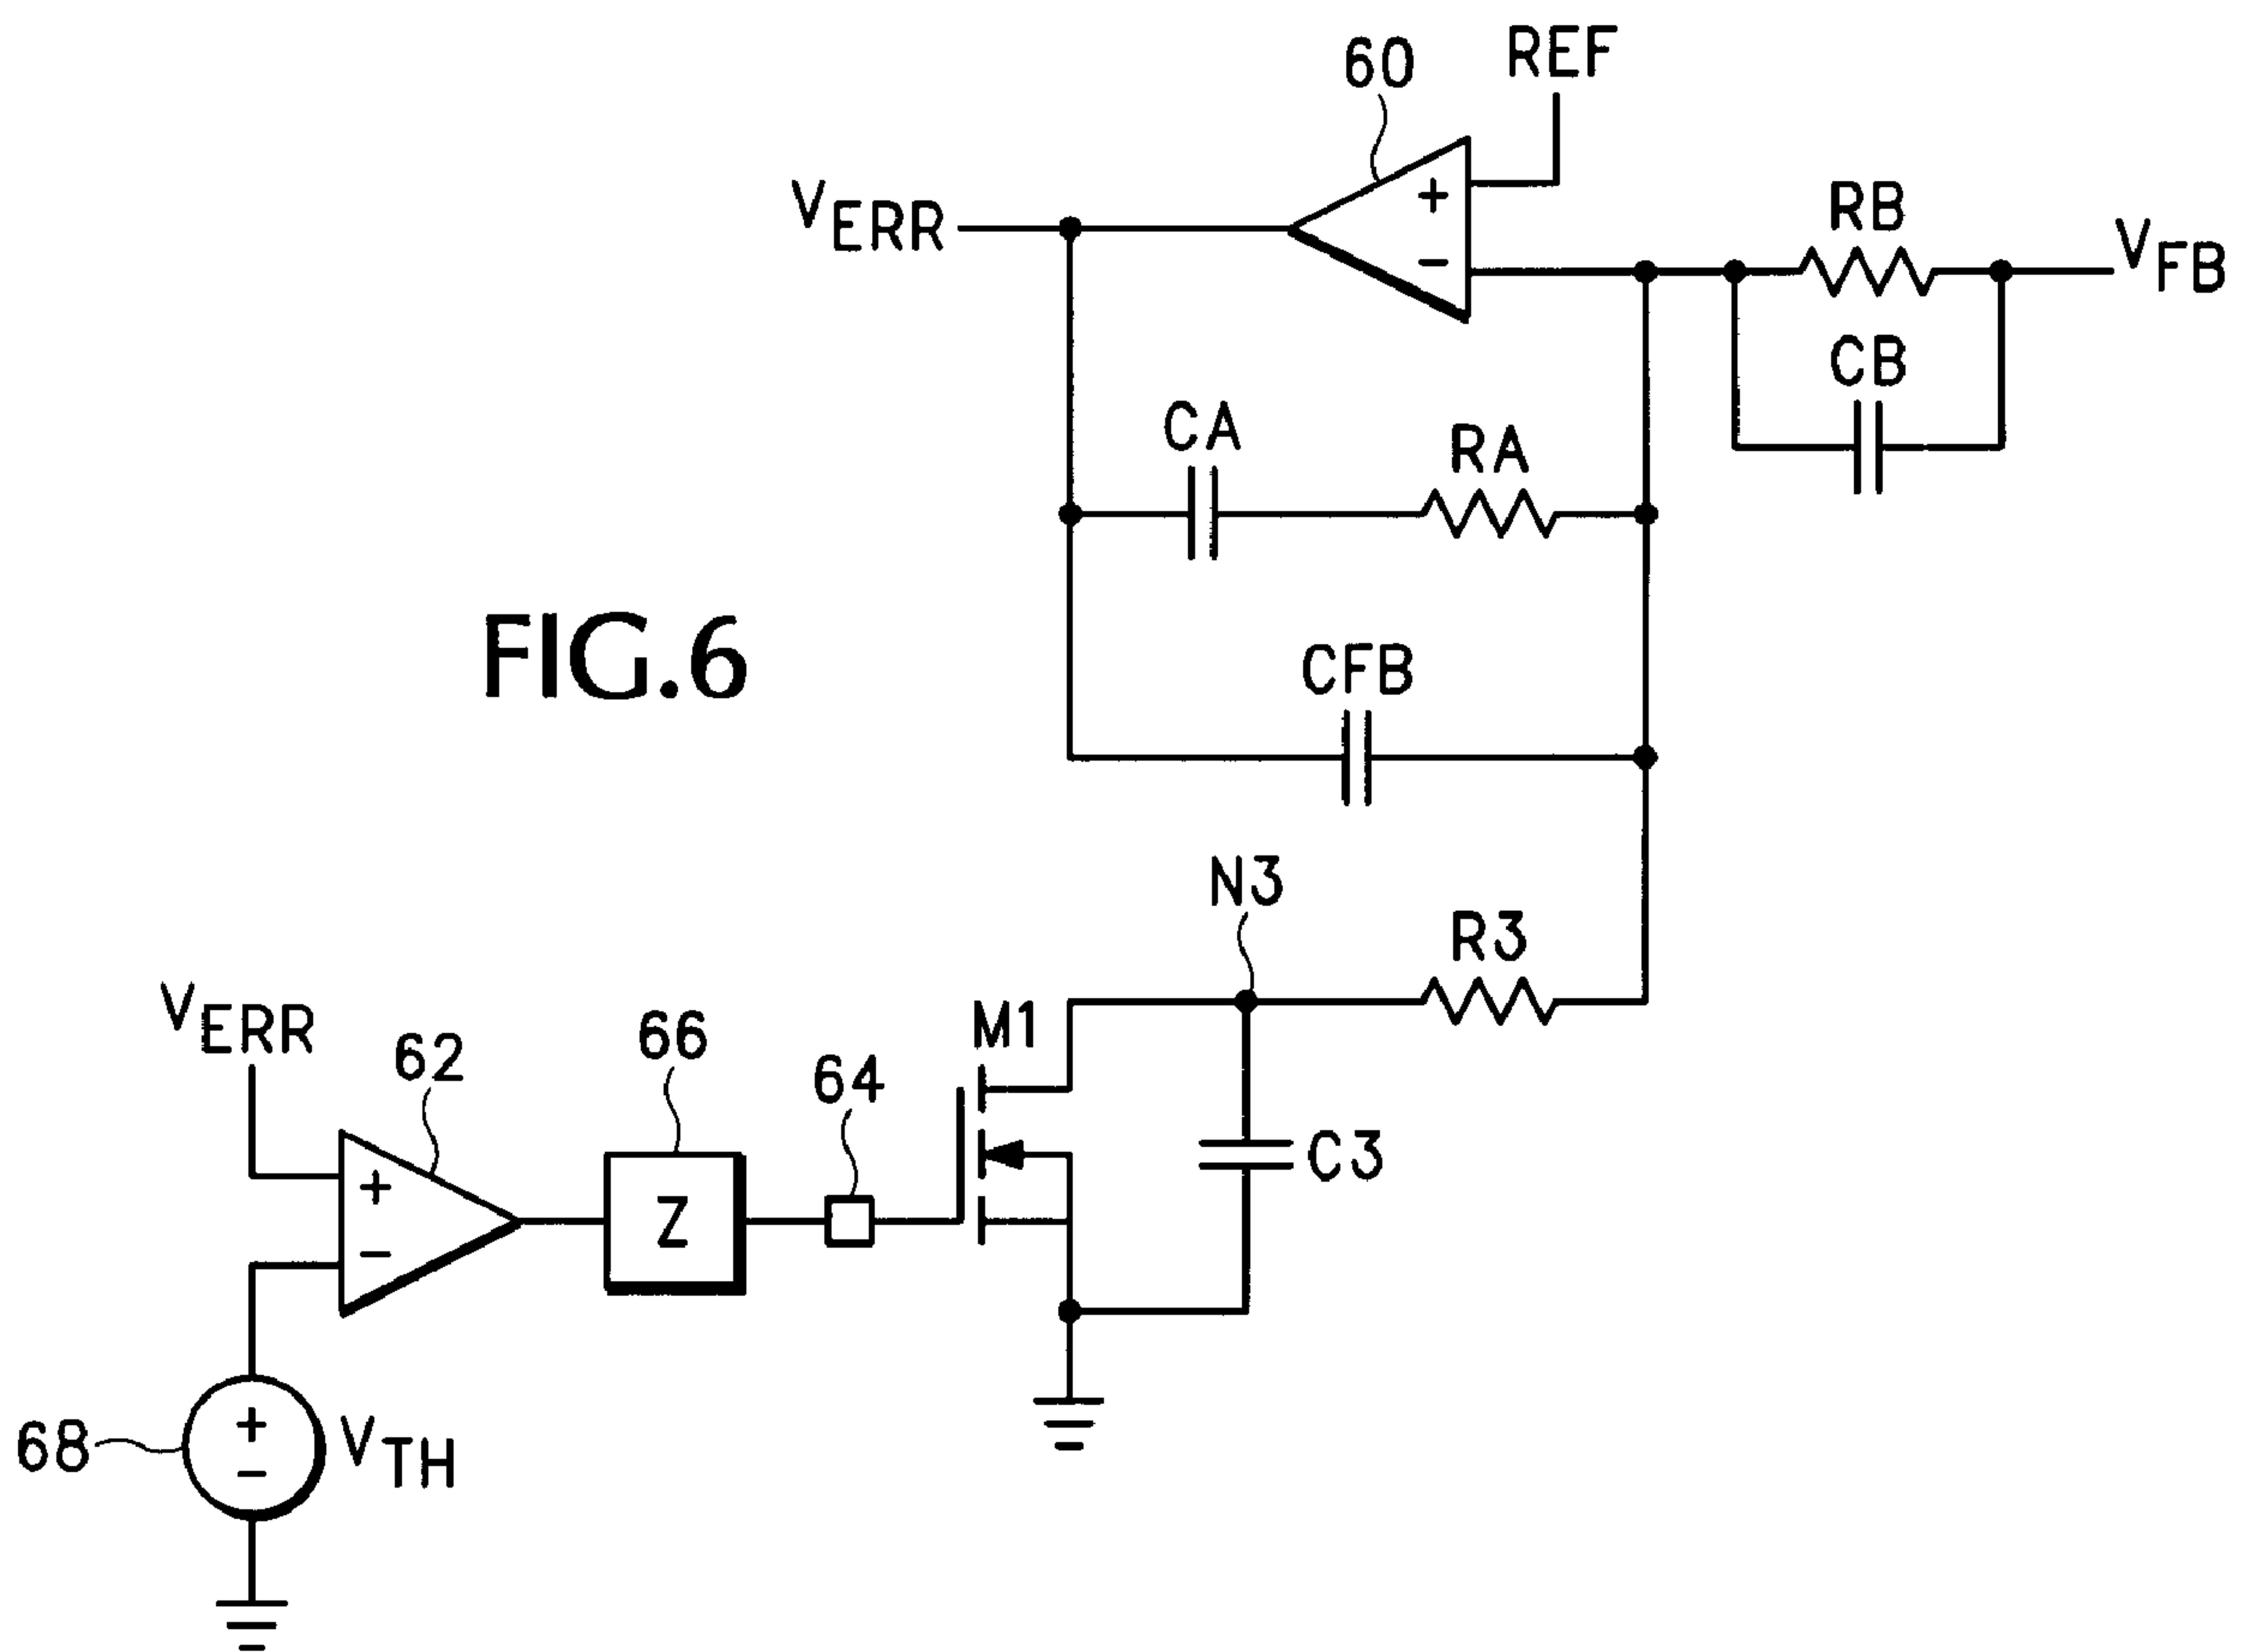 60
REF
+
−
VERR
RB
VFB
CB
CA
RA
FIG.6
CFB
N3
R3
VERR
62
66
64
M1
+
−
Z
C3
68
+
−
VTH